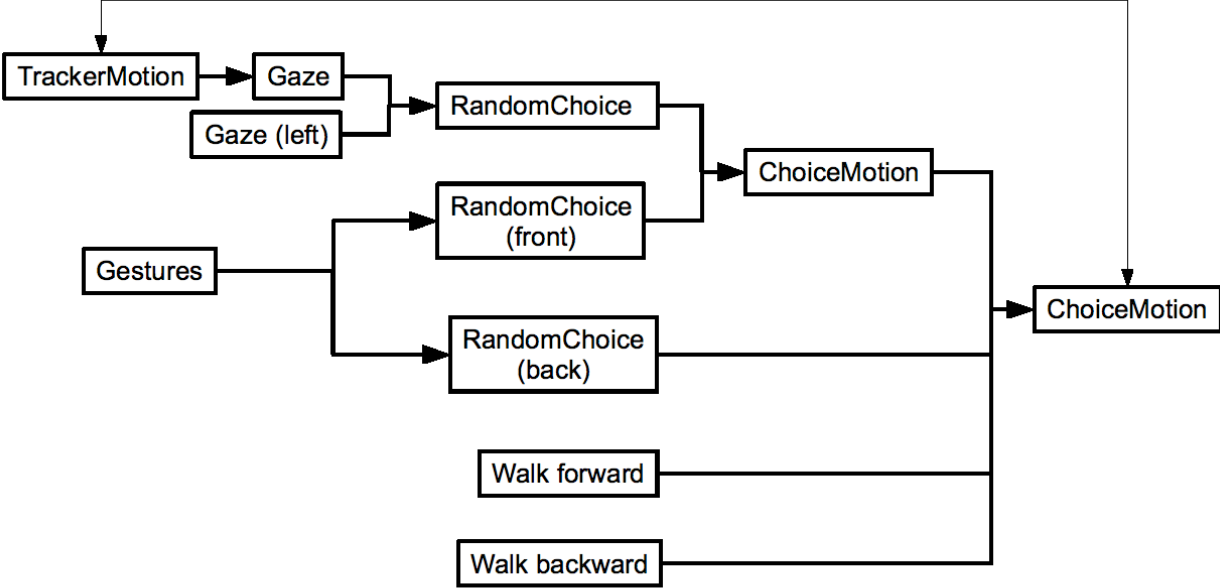 TrackerMotion
Gaze
Gaze (left)
RandomChoice
ChoiceMotion
RandomChoice
(front)
Gestures
ChoiceMotion
RandomChoice
(back)
Walk forward
Walk backward